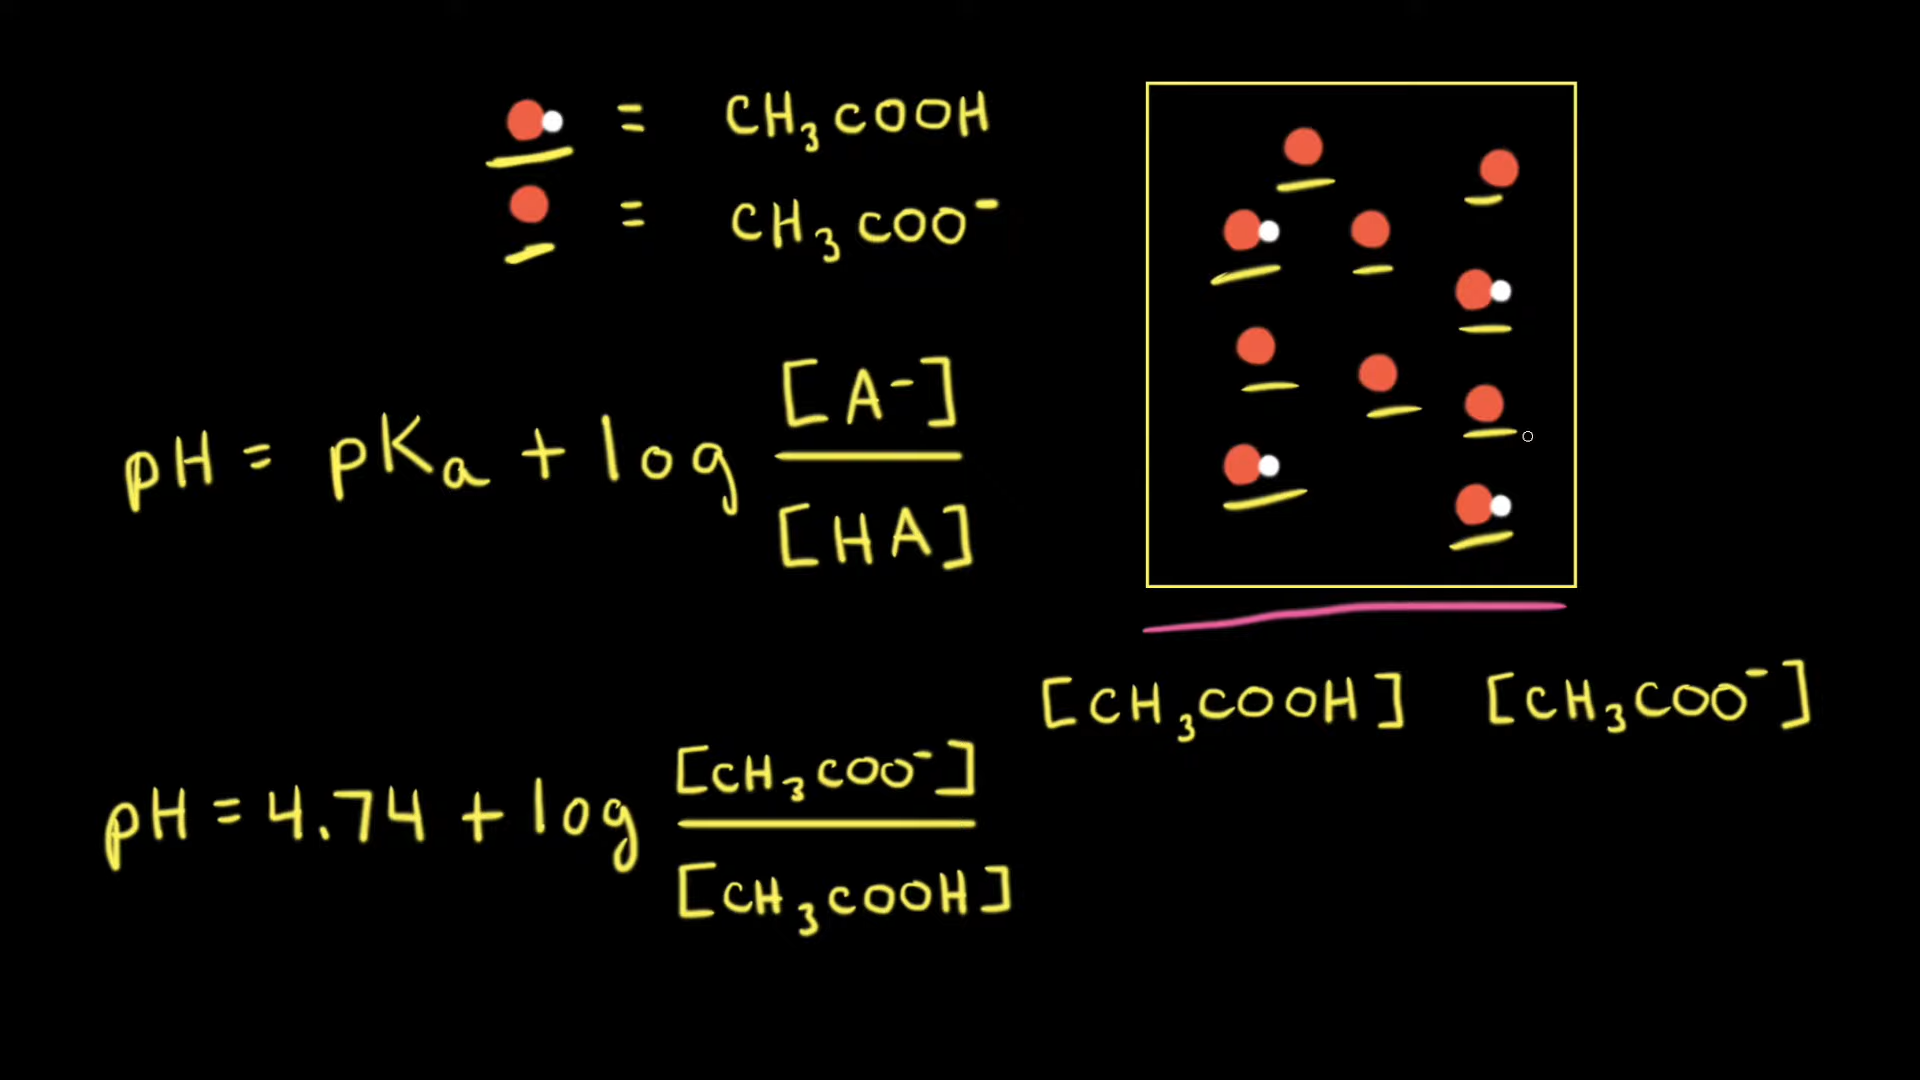 = CH₃COOH
= CH₃COO⁻
pH = pKa + log [A⁻] / [HA]
[CH₃COOH] [CH₃COO⁻]
pH = 4.74 + log [CH₃COO⁻] / [CH₃COOH]